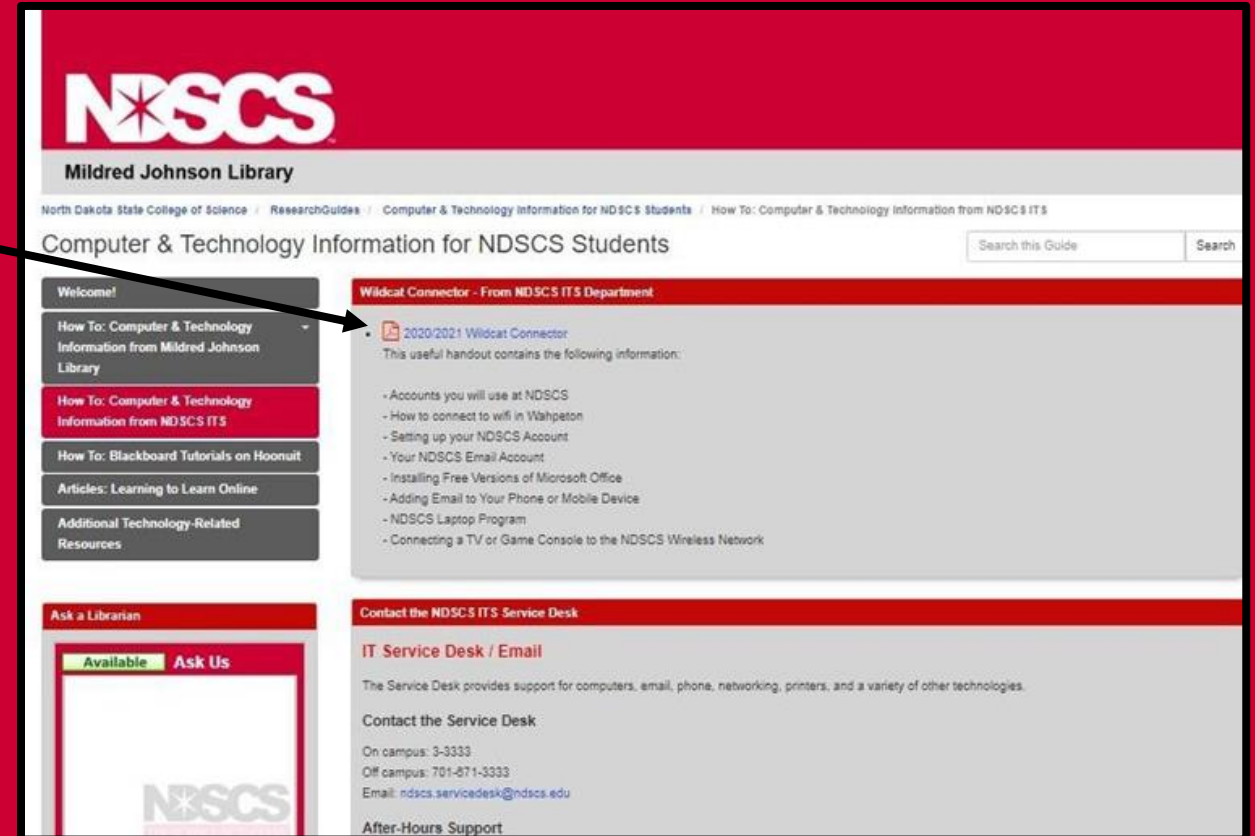 NDSCS
Mildred Johnson Library
North Dakota State College of Science / ResearchGuides / Computer & Technology Information for NDSCS Students / How To: Computer & Technology Information from NDSCS ITS
Computer & Technology Information for NDSCS Students
Search this Guide
Search
Welcome!
How To: Computer & Technology
Information from Mildred Johnson
Library
How To: Computer & Technology
Information from NDSCS ITS
How To: Blackboard Tutorials on Hoonuit
Articles: Learning to Learn Online
Additional Technology-Related
Resources
Wildcat Connector - From NDSCS ITS Department
• 2020/2021 Wildcat Connector
This useful handout contains the following information:
- Accounts you will use at NDSCS
- How to connect to wifi in Wahpeton
- Setting up your NDSCS Account
- Your NDSCS Email Account
- Installing Free Versions of Microsoft Office
- Adding Email to Your Phone or Mobile Device
- NDSCS Laptop Program
- Connecting a TV or Game Console to the NDSCS Wireless Network
Ask a Librarian
Available Ask Us
NDSCS
Contact the NDSCS ITS Service Desk
IT Service Desk / Email
The Service Desk provides support for computers, email, phone, networking, printers, and a variety of other technologies.
Contact the Service Desk
On campus: 3-3333
Off campus: 701-671-3333
Email: ndscs.servicedesk@ndscs.edu
After-Hours Support